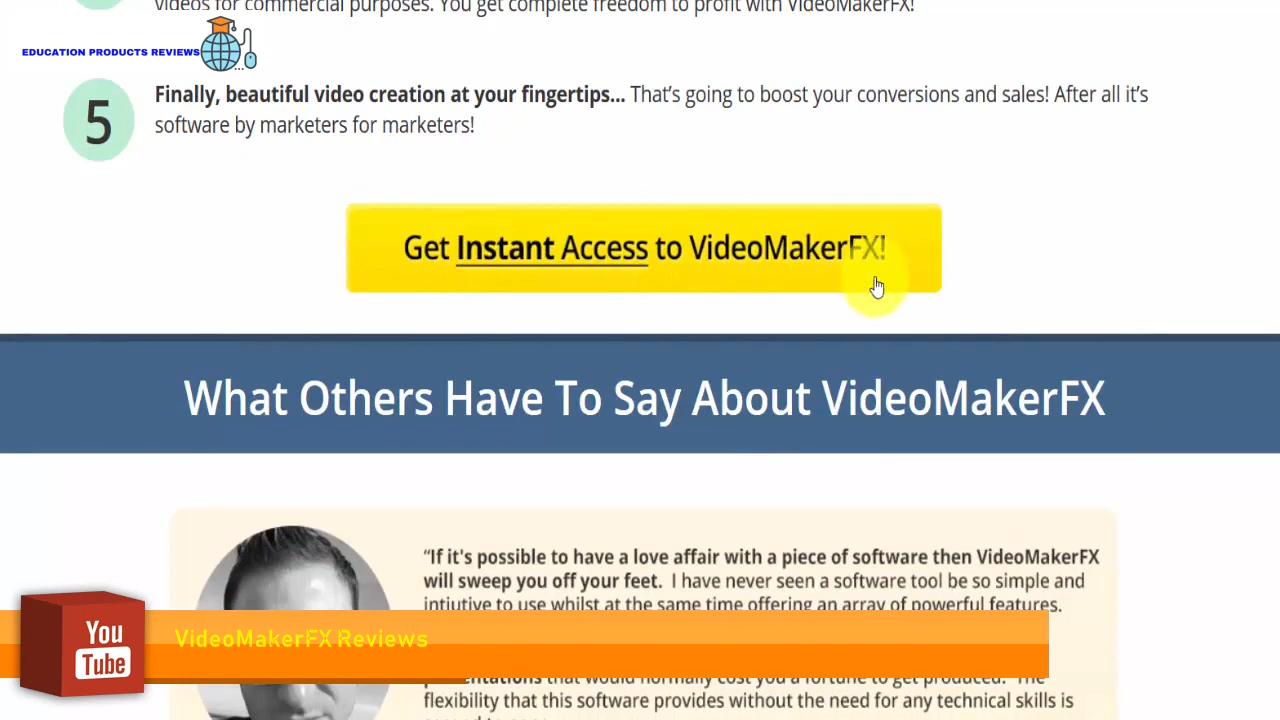 videos for commercial purposes. You get complete freedom to profit with VideoMakerFX!
EDUCATION PRODUCTS REVIEWS
5
Finally, beautiful video creation at your fingertips... That's going to boost your conversions and sales! After all it's
software by marketers for marketers!
Get Instant Access to VideoMakerFX!
What Others Have To Say About VideoMakerFX
“If it's possible to have a love affair with a piece of software then VideoMakerFX
will sweep you off your feet. I have never seen a software tool be so simple and
intiutive to use whilst at the same time offering an array of powerful features.
You
Tube
VideoMakerFX Reviews
presentations that would normally cost you a fortune to get produced. The
flexibility that this software provides without the need for any technical skills is